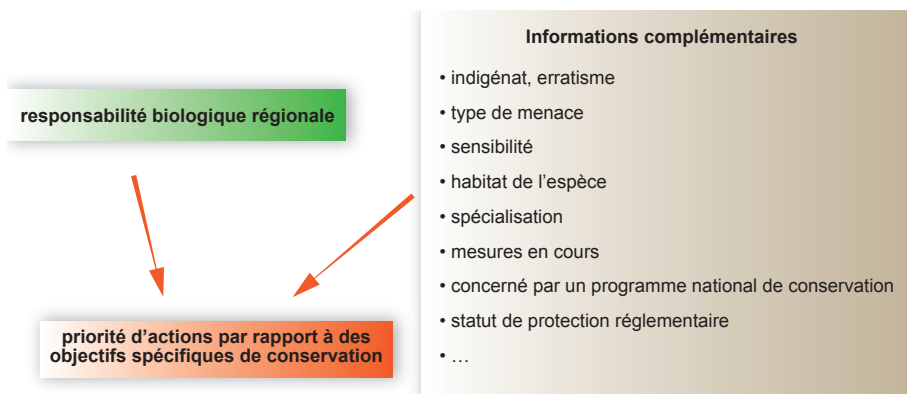 responsabilité biologique régionale
priorité d'actions par rapport à des
objectifs spécifiques de conservation
Informations complémentaires
• indigénat, erratisme
• type de menace
• sensibilité
• habitat de l'espèce
• spécialisation
• mesures en cours
• concerné par un programme national de conservation
• statut de protection réglementaire
• …